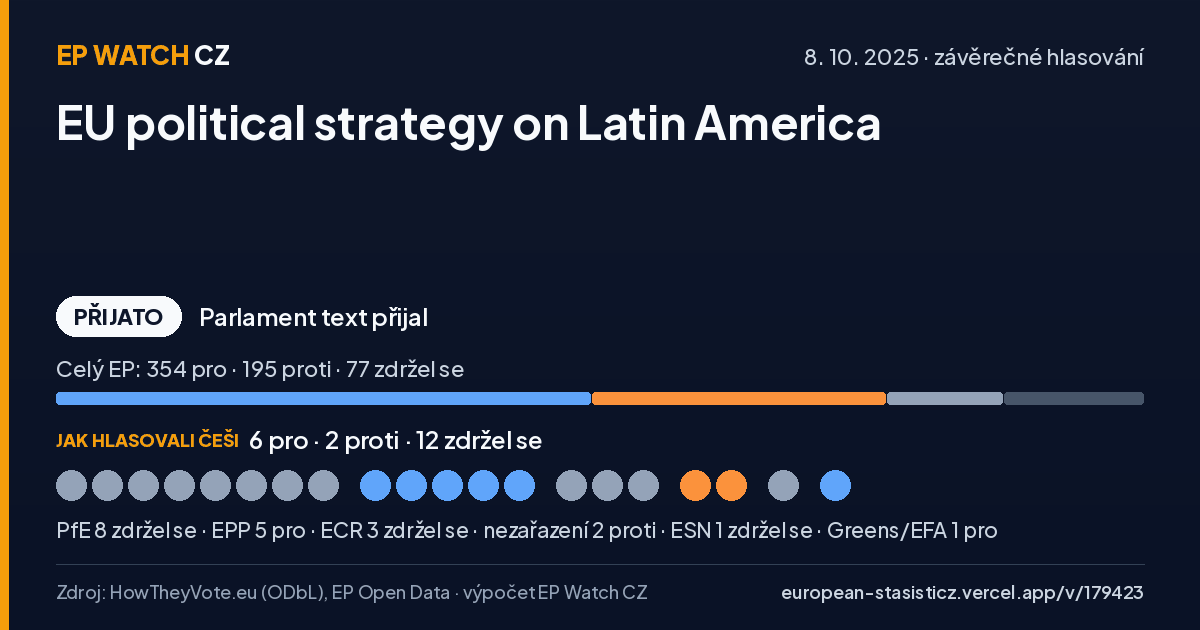 EP WATCH CZ
8. 10. 2025 · závěrečné hlasování
EU political strategy on Latin America
PŘIJATO Parlament text přijal
Celý EP: 354 pro · 195 proti · 77 zdržel se
JAK HLASOVALI ČEŠI 6 pro · 2 proti · 12 zdržel se
PfE 8 zdržel se · EPP 5 pro · ECR 3 zdržel se · nezařazení 2 proti · ESN 1 zdržel se · Greens/EFA 1 pro
Zdroj: HowTheyVote.eu (ODbL), EP Open Data · výpočet EP Watch CZ
european-stasisticz.vercel.app/v/179423